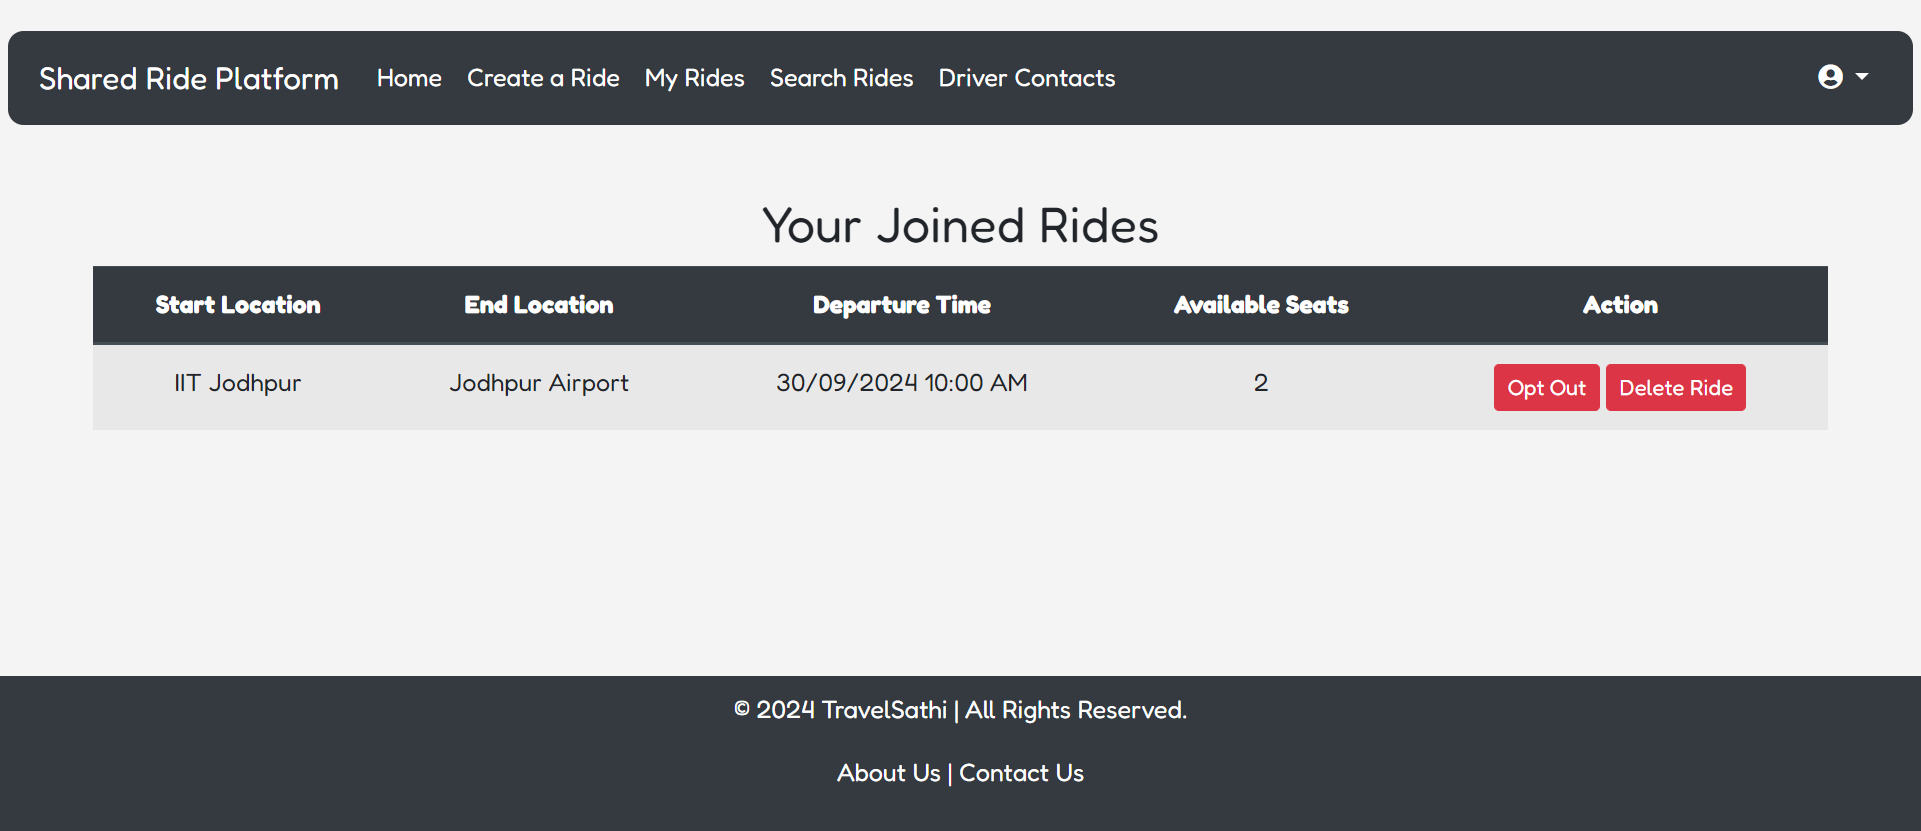 Shared Ride Platform Home Create a Ride My Rides Search Rides Driver Contacts
Your Joined Rides
Start Location End Location Departure Time Available Seats Action
IIT Jodhpur Jodhpur Airport 30/09/2024 10:00 AM 2 Opt Out Delete Ride
© 2024 TravelSathi | All Rights Reserved.
About Us | Contact Us